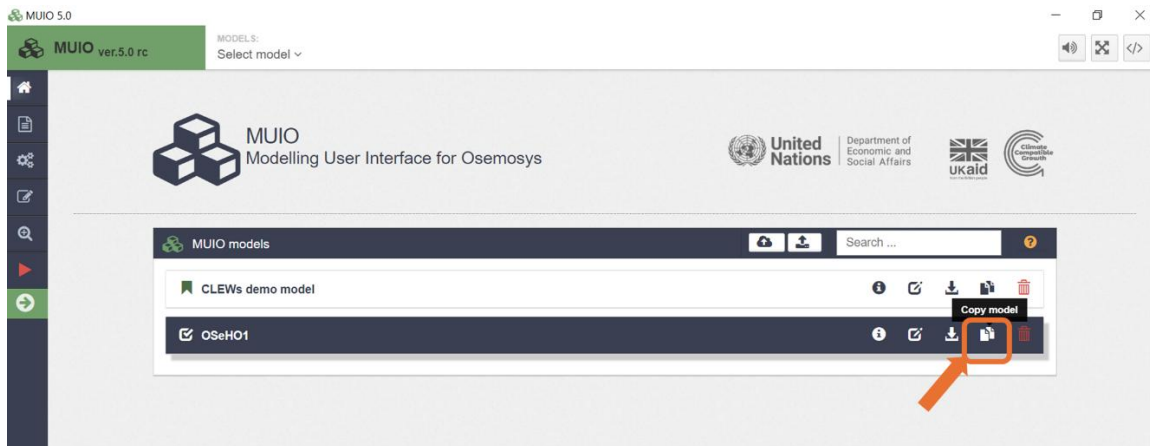 MUIO 5.0
MUIO ver.5.0 rc
MODELS:
Select model
MUIO
Modelling User Interface for Osemosys
United
Nations
Department of
Economic and
Social Affairs
UKaid
Climate
Compatible
Growth
MUIO models
Search ...
CLEWs demo model
Copy model
OSeHO1